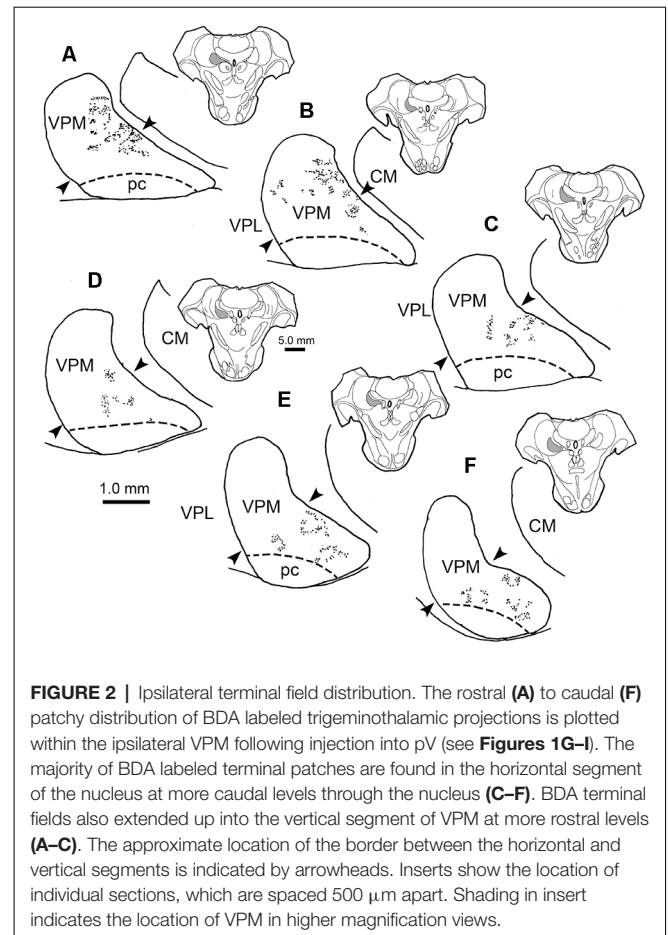 A
VPM
pc
B
CM
VPL
VPM
C
VPL
VPM
pc
D
CM
VPM
5.0 mm
1.0 mm
E
VPL
VPM
pc
F
CM
VPM
FIGURE 2 | Ipsilateral terminal field distribution. The rostral (A) to caudal (F)
patchy distribution of BDA labeled trigeminothalamic projections is plotted
within the ipsilateral VPM following injection into pV (see Figures 1G–I). The
majority of BDA labeled terminal patches are found in the horizontal segment
of the nucleus at more caudal levels through the nucleus (C–F). BDA terminal
fields also extended up into the vertical segment of VPM at more rostral levels
(A–C). The approximate location of the border between the horizontal and
vertical segments is indicated by arrowheads. Inserts show the location of
individual sections, which are spaced 500 μm apart. Shading in insert
indicates the location of VPM in higher magnification views.